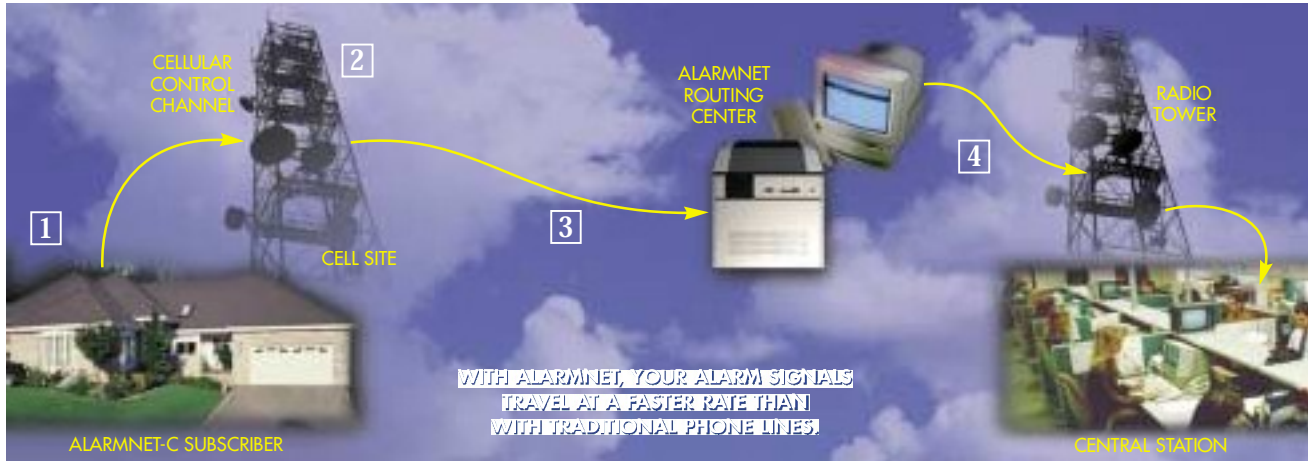 1
CELLULAR
CONTROL
CHANNEL
2
CELL SITE
ALARMNET-C SUBSCRIBER
3
ALARMNET
ROUTING
CENTER
4
RADIO
TOWER
WITH ALARMNET, YOUR ALARM SIGNALS
TRAVEL AT A FASTER RATE THAN
WITH TRADITIONAL PHONE LINES.
CENTRAL STATION